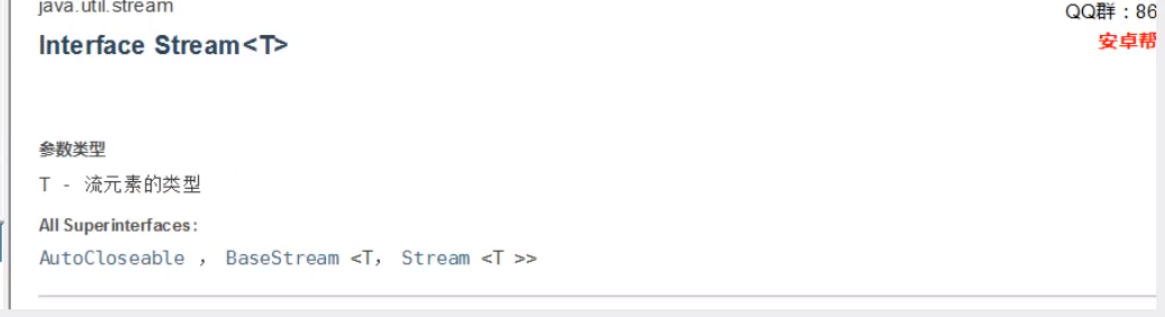 java.util.stream
QQ群：86
Interface Stream<T>
安卓帮
参数类型
T - 流元素的类型
All Superinterfaces:
AutoCloseable ， BaseStream <T， Stream <T >>